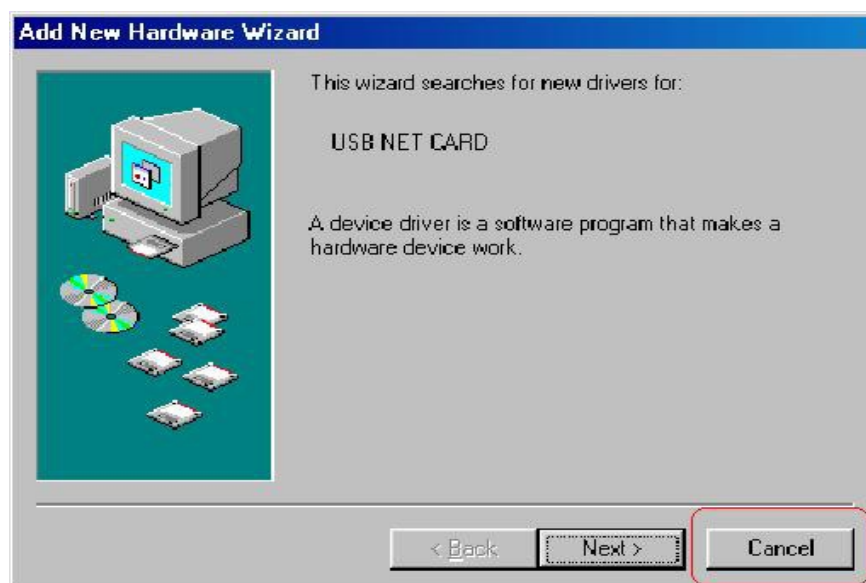 Add New Hardware Wizard
This wizard searches for new drivers for:
USB NET CARD
A device driver is a software program that makes a
hardware device work.
< Back
Next >
Cancel